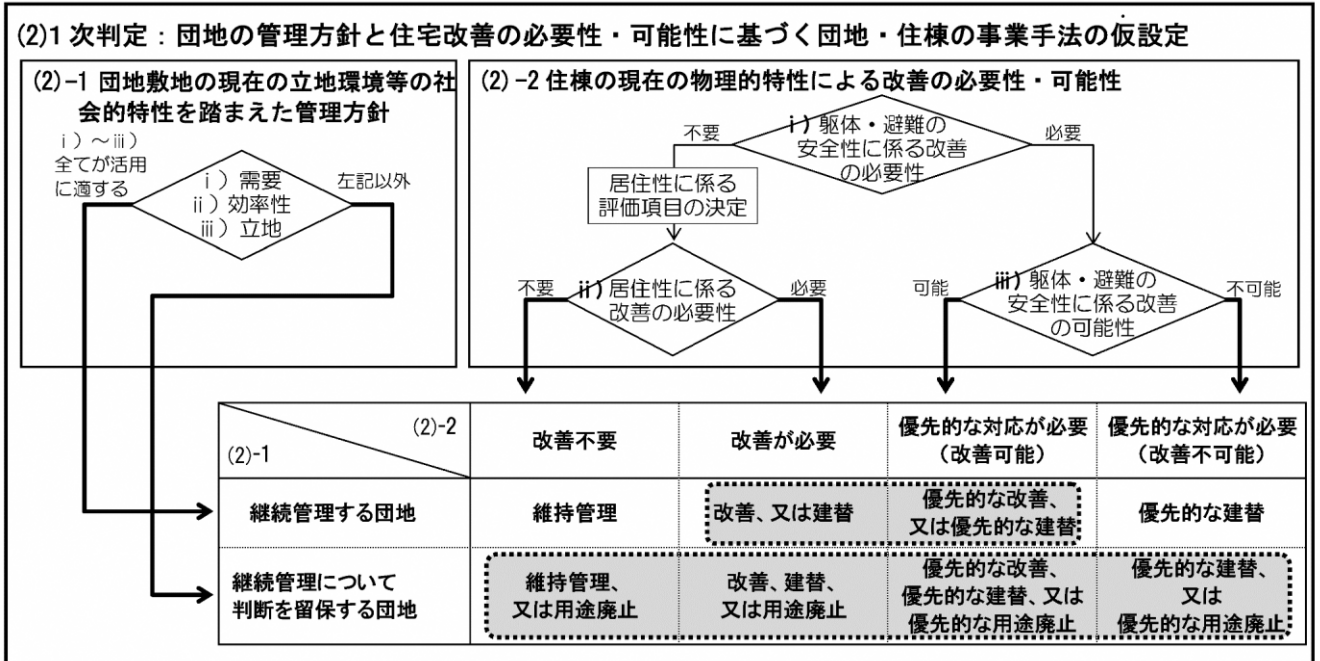 (2)1次判定：団地の管理方針と住宅改善の必要性・可能性に基づく団地・住棟の事業手法の仮設定
(2)-1 団地敷地の現在の立地環境等の社
会的特性を踏まえた管理方針
ⅰ）～ⅲ）
全てが活用
に適する
ⅰ）需要
ⅱ）効率性
ⅲ）立地
左記以外
(2)-2 住棟の現在の物理的特性による改善の必要性・可能性
不要
ⅰ)躯体・避難の
安全性に係る改善
の必要性
必要
居住性に係る
評価項目の決定
不要
ⅱ)居住性に係る
改善の必要性
必要
可能
ⅲ)躯体・避難の
安全性に係る改善
の可能性
不可能
(2)-2
(2)-1
改善不要
改善が必要
優先的な対応が必要
（改善可能）
優先的な対応が必要
（改善不可能）
継続管理する団地
維持管理
改善、又は建替
優先的な改善、
又は優先的な建替
優先的な建替
継続管理について
判断を留保する団地
維持管理、
又は用途廃止
改善、建替、
又は用途廃止
優先的な改善、
優先的な建替、又は
優先的な用途廃止
優先的な建替、
又は
優先的な用途廃止